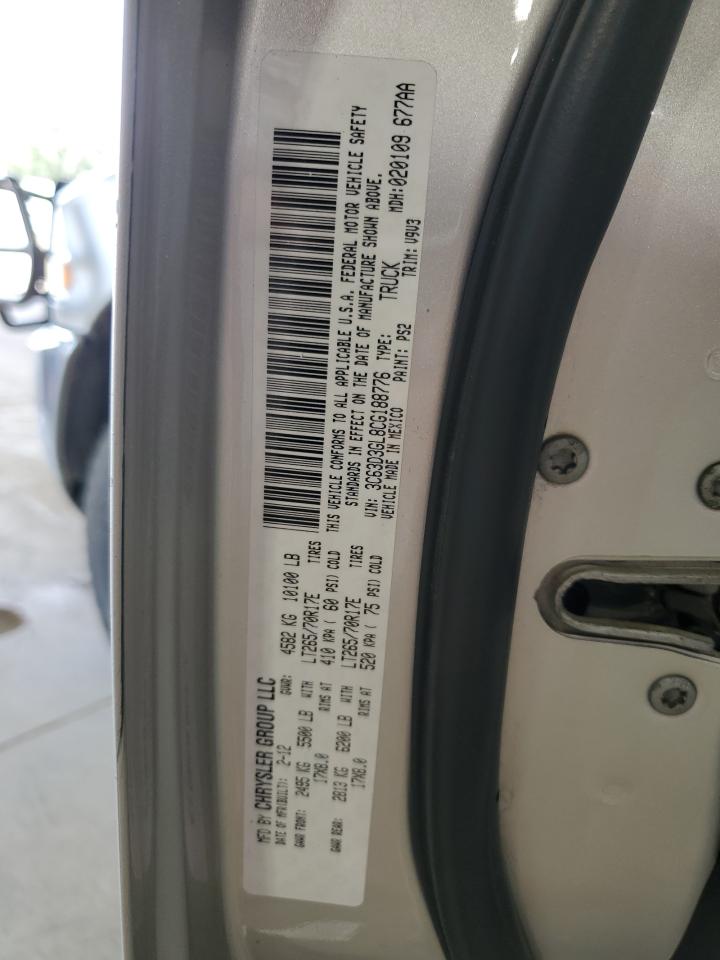 MFD BY CHRYSLER GROUP LLC
DATE OF MFR(BUILT): 2-12 GVWR: 4582 KG 10100 LB
GAWR FRONT: 2495 KG 5500 LB WITH LT265/70R17E TIRES
17X8.0 RIMS AT 410 KPA( 60 PSI) COLD
GAWR REAR: 2813 KG 6200 LB WITH LT265/70R17E TIRES
17X8.0 RIMS AT 520 KPA( 75 PSI) COLD
THIS VEHICLE CONFORMS TO ALL APPLICABLE U.S.A. FEDERAL MOTOR VEHICLE SAFETY
STANDARDS IN EFFECT ON THE DATE OF MANUFACTURE SHOWN ABOVE.
VIN: 3C63D3GL8CG188776 TYPE: TRUCK MDH:020109 677AA
VEHICLE MADE IN MEXICO PAINT: PS2 TRIM: V9V3